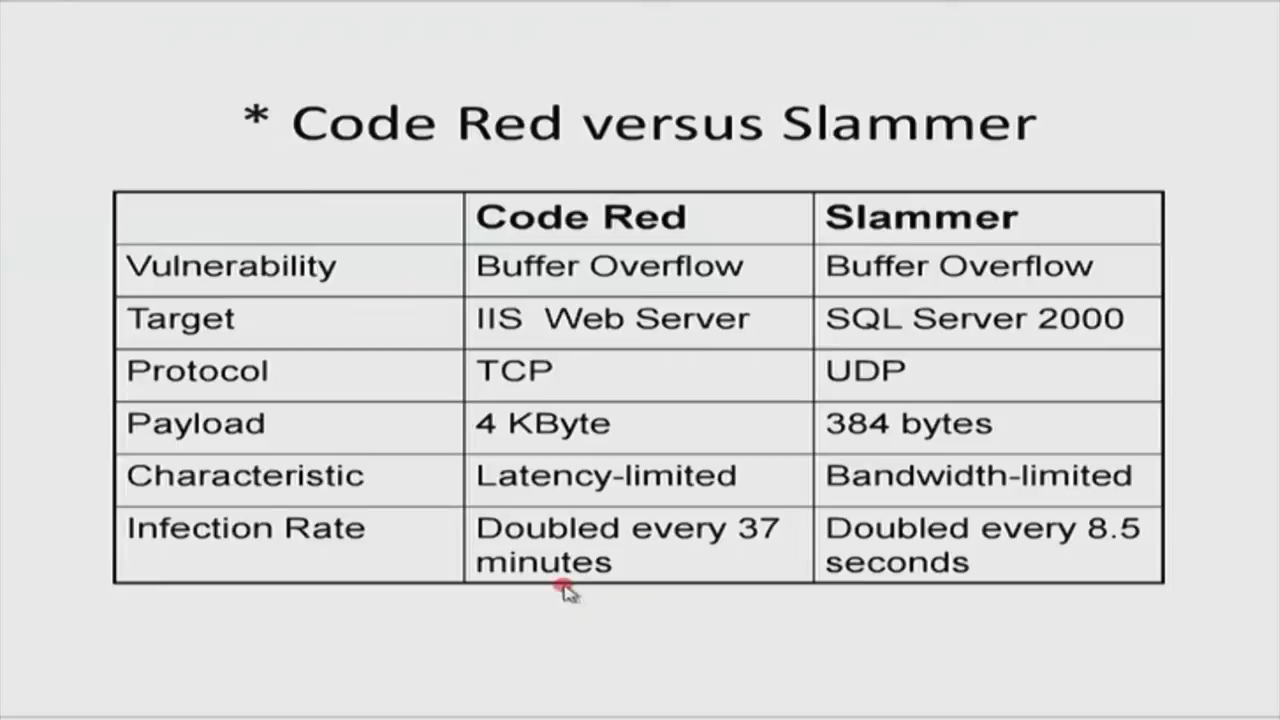 * Code Red versus Slammer
Code Red Slammer
Vulnerability Buffer Overflow Buffer Overflow
Target IIS Web Server SQL Server 2000
Protocol TCP UDP
Payload 4 KByte 384 bytes
Characteristic Latency-limited Bandwidth-limited
Infection Rate Doubled every 37 minutes Doubled every 8.5 seconds